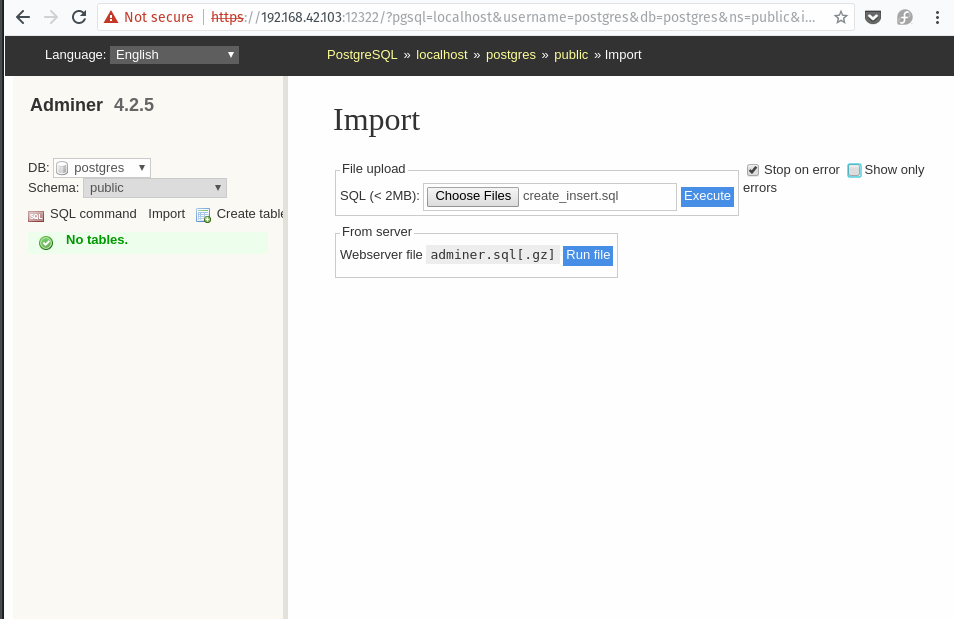 Not secure https://192.168.42.103:12322/?pgsql=localhost&username=postgres&db=postgres&ns=public&i...
Language: English PostgreSQL » localhost » postgres » public » Import
Adminer 4.2.5
Import
DB: postgres
Schema: public
SQL command Import Create table
No tables.
File upload
SQL (< 2MB): Choose Files create_insert.sql Execute
Stop on error Show only
errors
From server
Webserver file adminer.sql[.gz] Run file